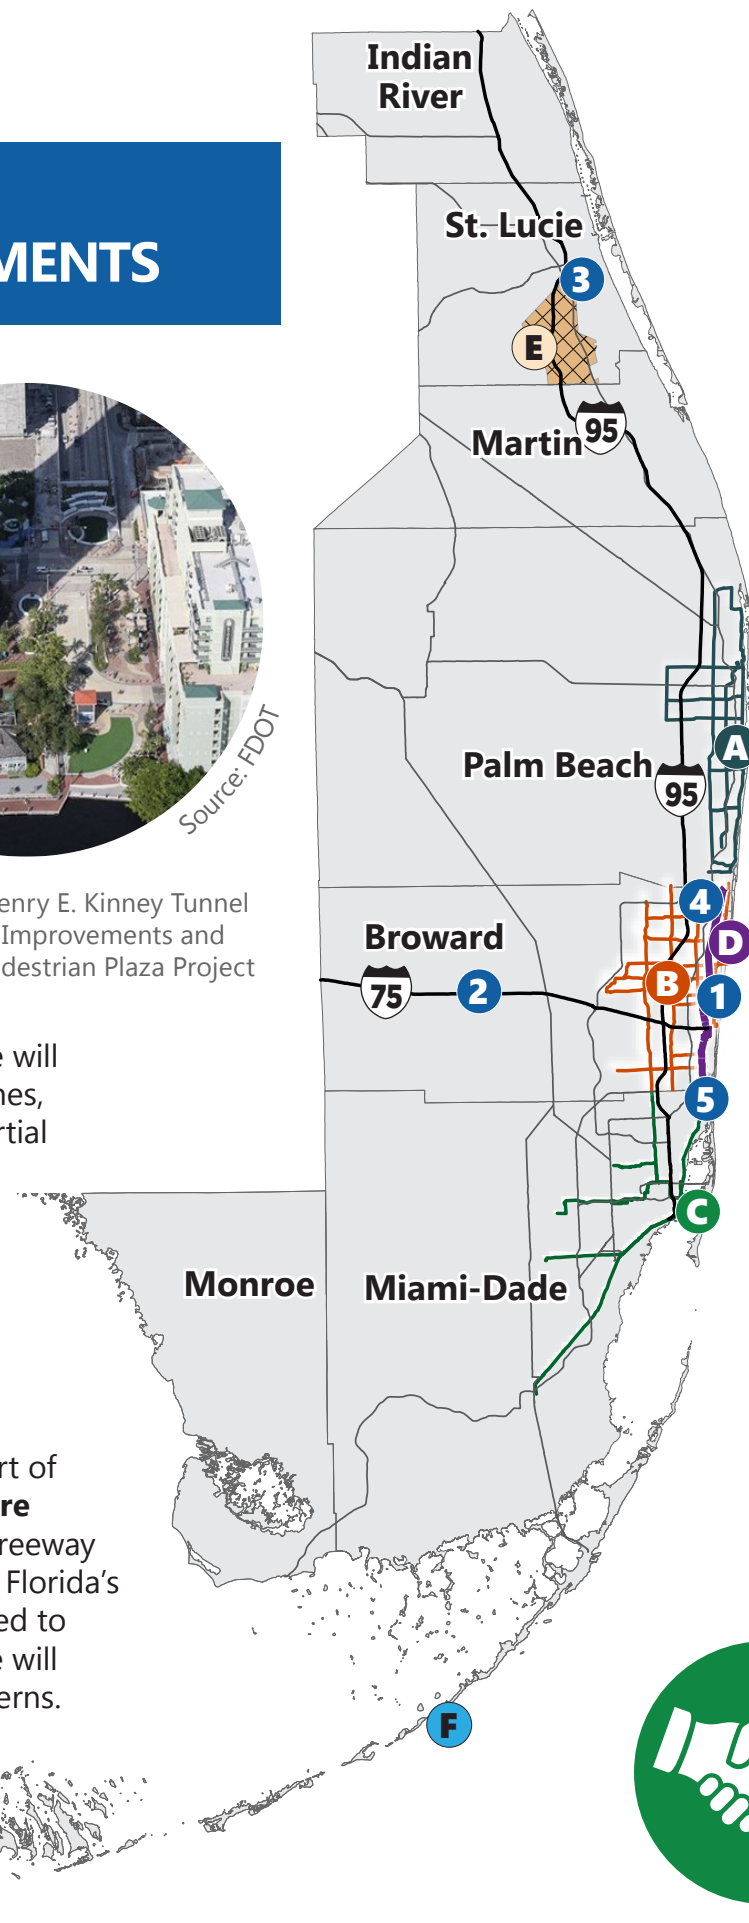 MENTS
Source: FDOT
enry E. Kinney Tunnel
Improvements and
destrian Plaza Project
e will
nes,
rtial
rt of
re
reeway
Florida's
ed to
e will
erns.
Indian
River
St. Lucie
3
E
95
Martin
A
Palm Beach
95
4
Broward
D
B
75
2
1
5
C
Monroe
Miami-Dade
F